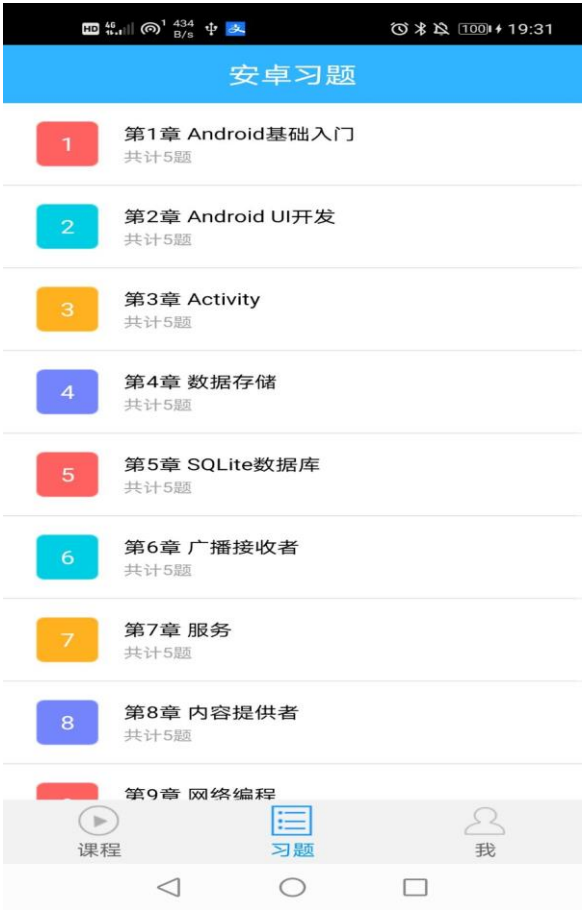 HD 4G 1 434 B/s 100 19:31
安卓习题
1
第1章 Android基础入门
共计5题
2
第2章 Android UI开发
共计5题
3
第3章 Activity
共计5题
4
第4章 数据存储
共计5题
5
第5章 SQLite数据库
共计5题
6
第6章 广播接收者
共计5题
7
第7章 服务
共计5题
8
第8章 内容提供者
共计5题
第9章 网络编程
课程 习题 我